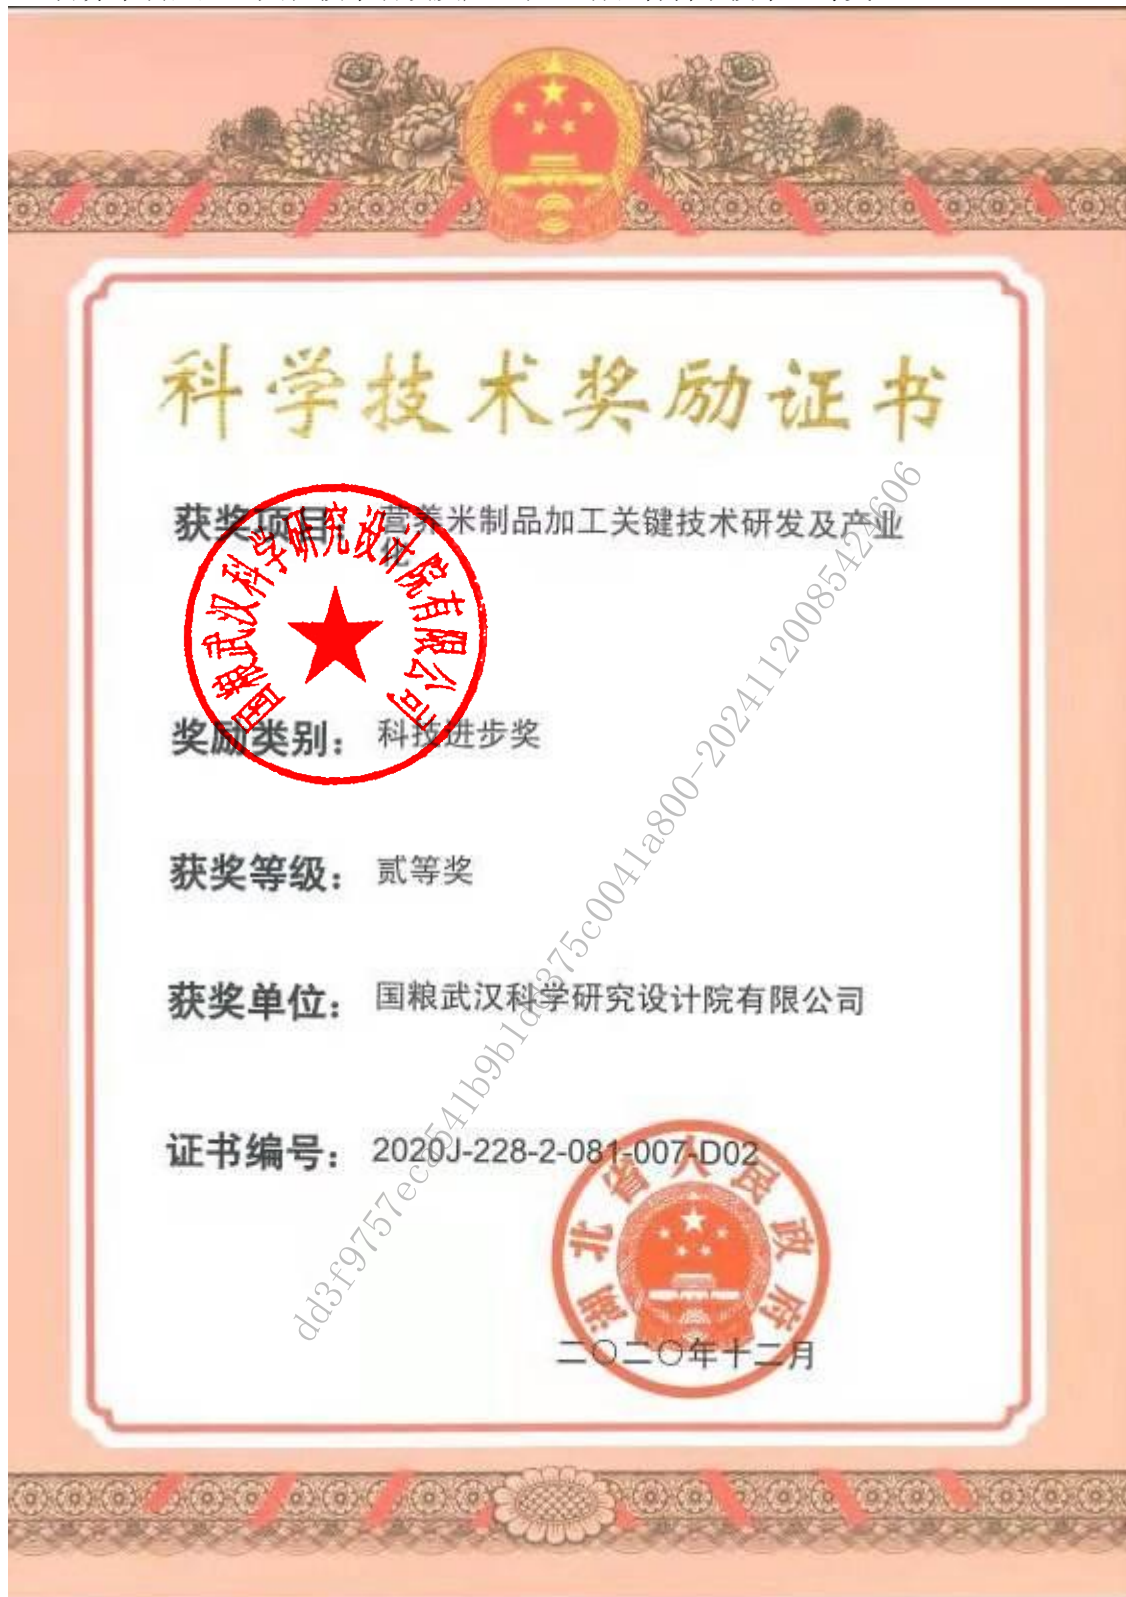 科学技术奖励证书
获奖项目：营养米制品加工关键技术研发及产业
化
国粮武汉科学研究设计院有限公司
奖励类别：科技进步奖
获奖等级：贰等奖
获奖单位：国粮武汉科学研究设计院有限公司
证书编号：2020J-228-2-081-007-D02
湖北省人民政府
二〇二〇年十二月